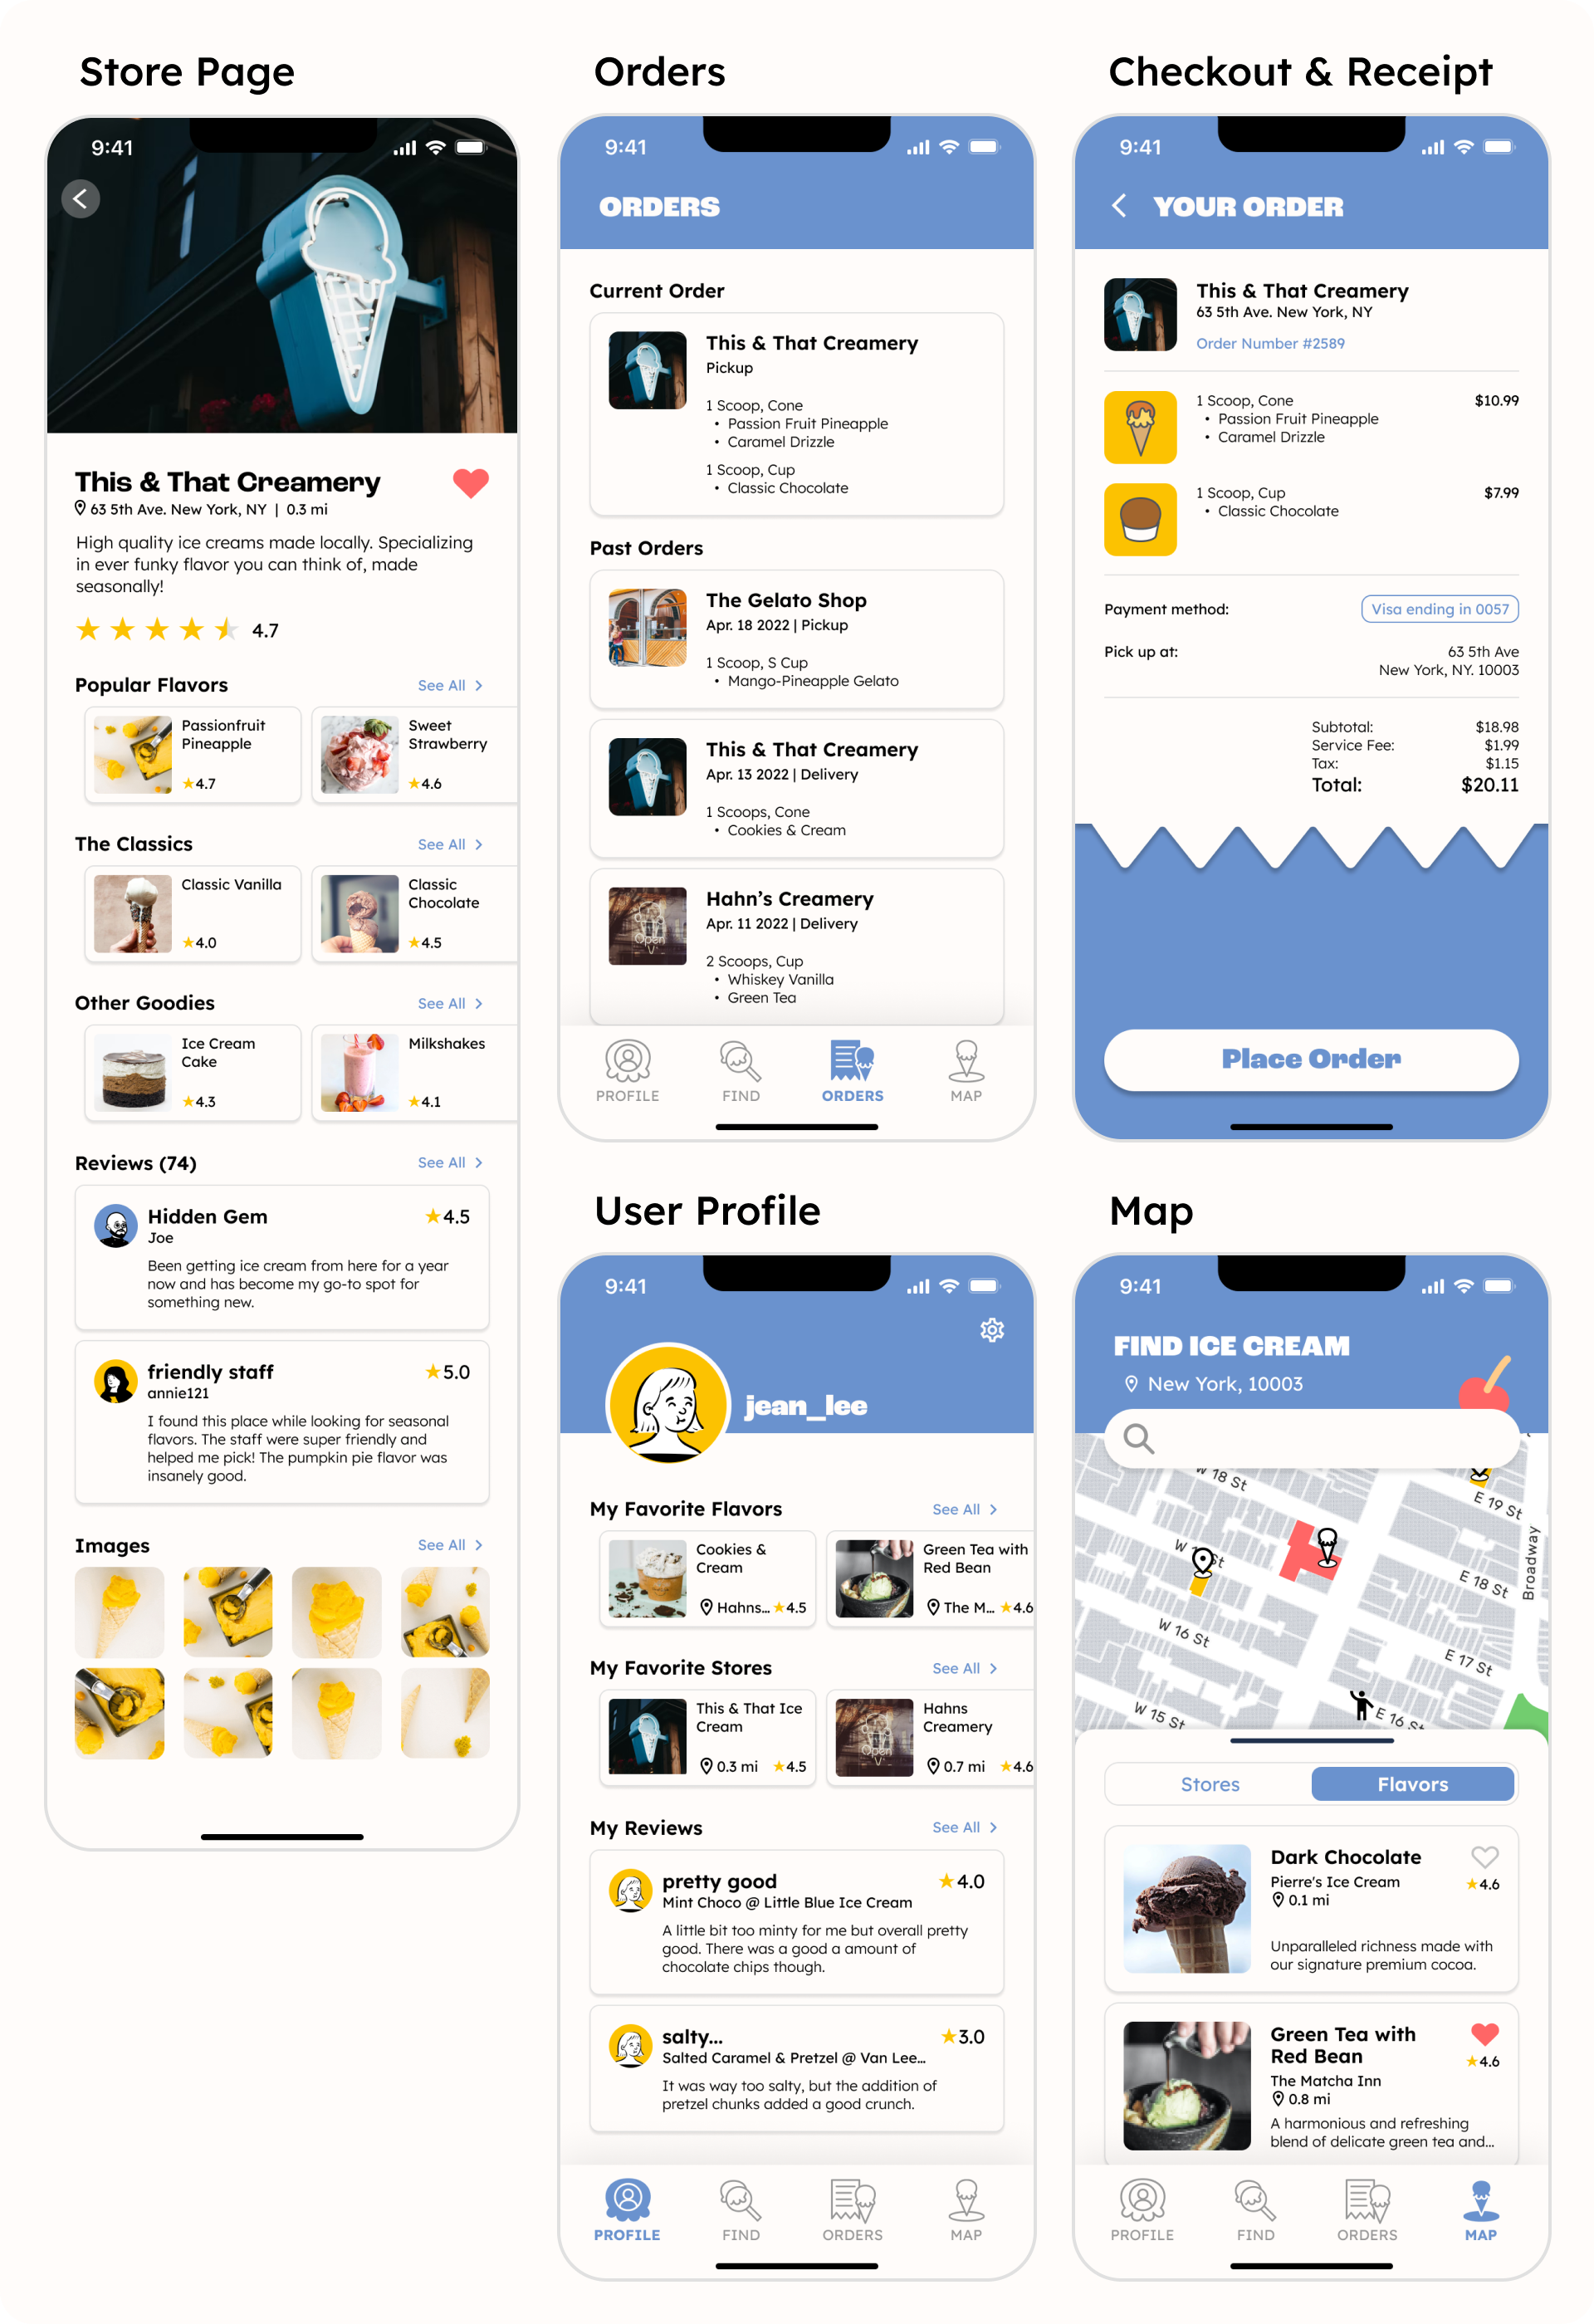 Store Page
9:41
This & That Creamery
63 5th Ave. New York, NY | 0.3 mi
High quality ice creams made locally. Specializing
in ever funky flavor you can think of, made
seasonally!
4.7
Popular Flavors
See All
Passionfruit
Pineapple
4.7
Sweet
Strawberry
4.6
The Classics
See All
Classic Vanilla
4.0
Classic
Chocolate
4.5
Other Goodies
See All
Ice Cream
Cake
4.3
Milkshakes
4.1
Reviews (74)
See All
Hidden Gem
4.5
Joe
Been getting ice cream from here for a year
now and has become my go-to spot for
something new.
friendly staff
5.0
annie121
I found this place while looking for seasonal
flavors. The staff were super friendly and
helped me pick! The pumpkin pie flavor was
insanely good.
Images
See All
Orders
9:41
ORDERS
Current Order
This & That Creamery
Pickup
1 Scoop, Cone
• Passion Fruit Pineapple
• Caramel Drizzle
1 Scoop, Cup
• Classic Chocolate
Past Orders
The Gelato Shop
Apr. 18 2022 | Pickup
1 Scoop, S Cup
• Mango-Pineapple Gelato
This & That Creamery
Apr. 13 2022 | Delivery
1 Scoops, Cone
• Cookies & Cream
Hahn's Creamery
Apr. 11 2022 | Delivery
2 Scoops, Cup
• Whiskey Vanilla
• Green Tea
Open
PROFILE
FIND
ORDERS
MAP
Checkout & Receipt
9:41
YOUR ORDER
This & That Creamery
63 5th Ave. New York, NY
Order Number #2589
1 Scoop, Cone
$10.99
• Passion Fruit Pineapple
• Caramel Drizzle
1 Scoop, Cup
$7.99
• Classic Chocolate
Payment method:
Visa ending in 0057
Pick up at:
63 5th Ave
New York, NY. 10003
Subtotal:
$18.98
Service Fee:
$1.99
Tax:
$1.15
Total:
$20.11
Place Order
User Profile
9:41
jean_lee
My Favorite Flavors
See All
Cookies &
Cream
Hahns...
4.5
Green Tea with
Red Bean
The M...
4.6
My Favorite Stores
See All
This & That Ice
Cream
0.3 mi
4.5
Open
Hahns
Creamery
0.7 mi
4.6
My Reviews
See All
pretty good
4.0
Mint Choco @ Little Blue Ice Cream
A little bit too minty for me but overall pretty
good. There was a good a amount of
chocolate chips though.
salty...
3.0
Salted Caramel & Pretzel @ Van Lee...
It was way too salty, but the addition of
pretzel chunks added a good crunch.
PROFILE
FIND
ORDERS
MAP
Map
9:41
FIND ICE CREAM
New York, 10003
W 18 St
E 19 St
Broadway
E 18 St
W 16 St
E 17 St
W 15 St
E 16 St
Stores
Flavors
Dark Chocolate
Pierre's Ice Cream
4.6
0.1 mi
Unparalleled richness made with
our signature premium cocoa.
Green Tea with
Red Bean
4.6
The Matcha Inn
0.8 mi
A harmonious and refreshing
blend of delicate green tea and...
PROFILE
FIND
ORDERS
MAP